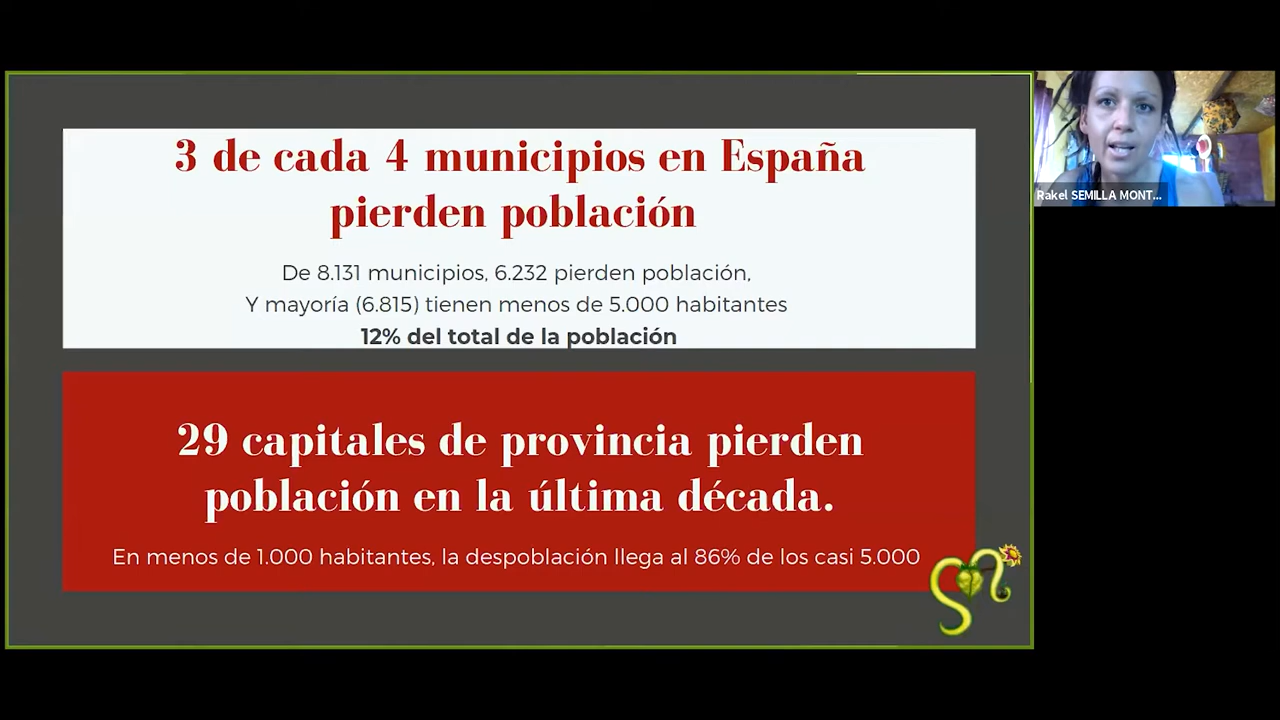 3 de cada 4 municipios en España
pierden población
De 8.131 municipios, 6.232 pierden población,
Y mayoría (6.815) tienen menos de 5.000 habitantes
12% del total de la población
29 capitales de provincia pierden
población en la última década.
En menos de 1.000 habitantes, la despoblación llega al 86% de los casi 5.000
Rakel SEMILLA MONT...